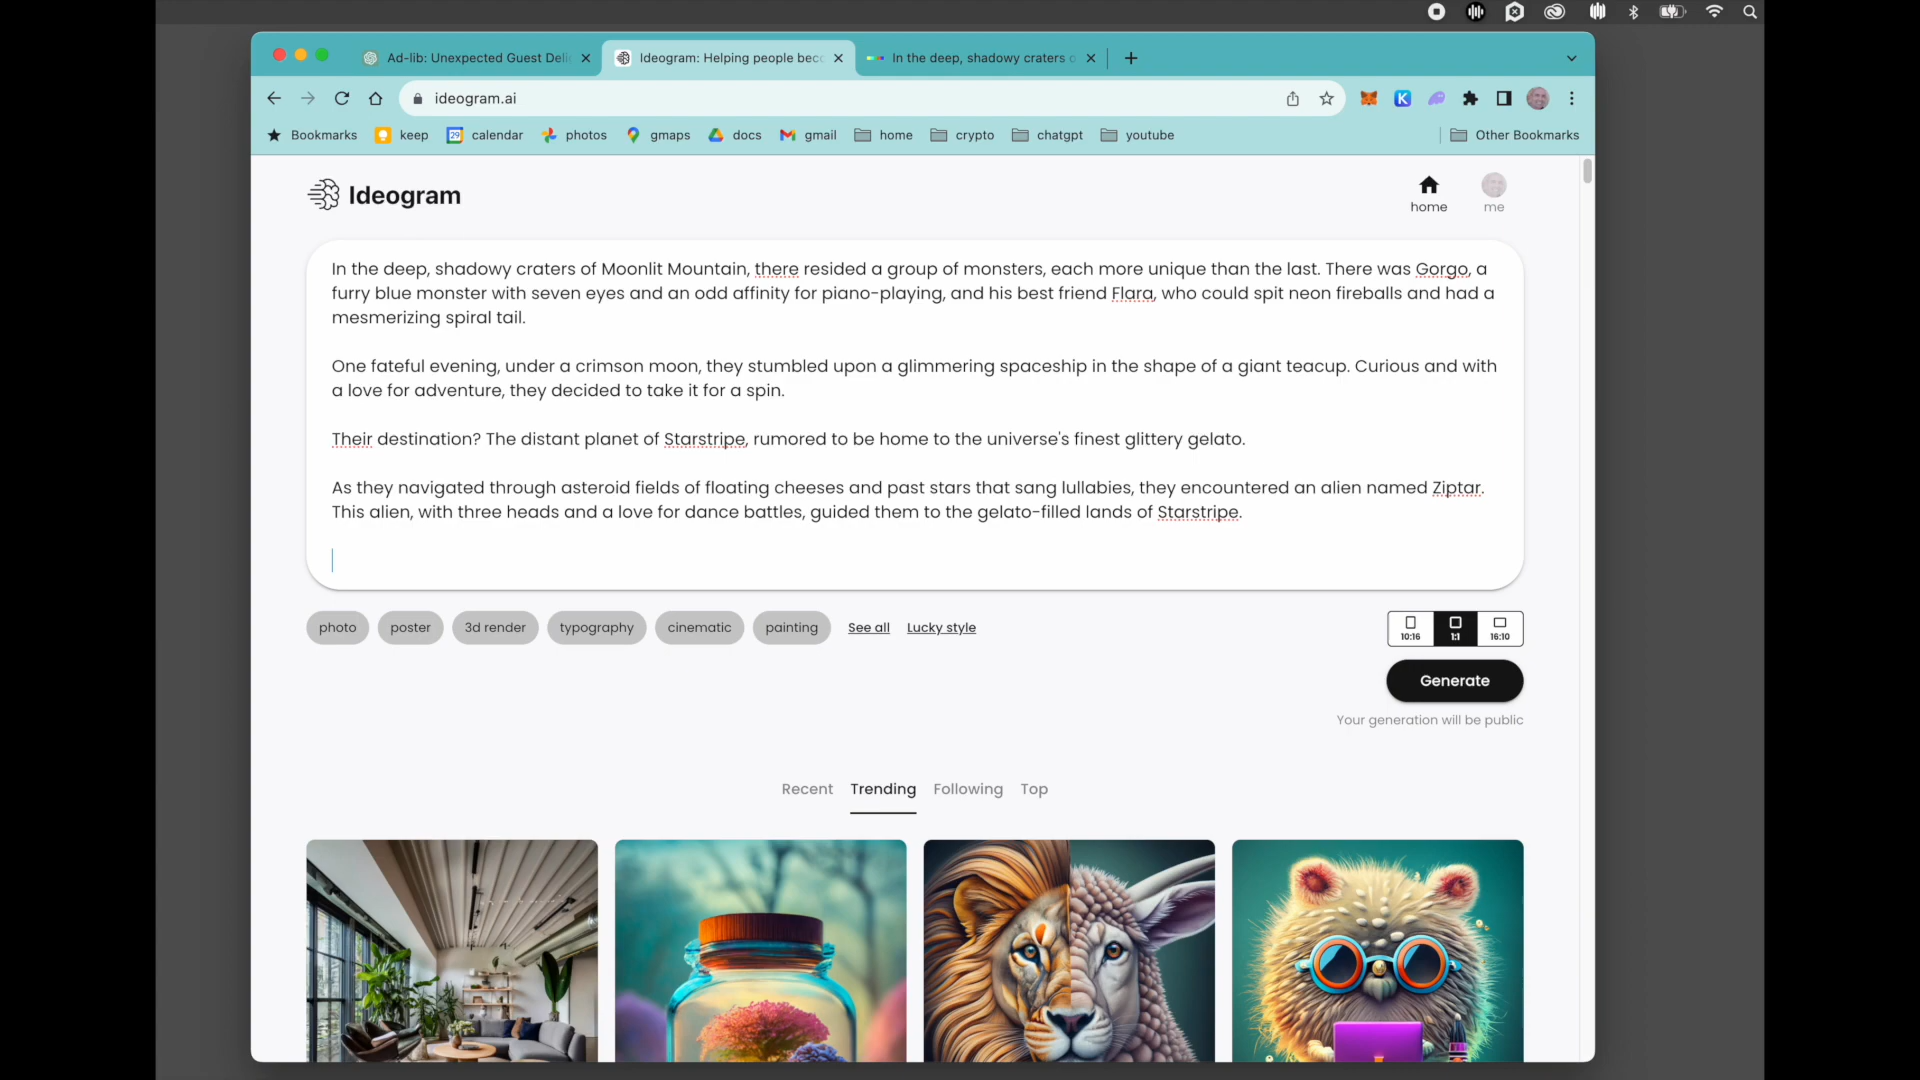 Ad-lib: Unexpected Guest Deli
Ideogram: Helping people beco
In the deep, shadowy craters o
ideogram.ai
Bookmarks
keep
29
calendar
photos
gmaps
docs
gmail
home
crypto
chatgpt
youtube
Other Bookmarks
Ideogram
home
me
In the deep, shadowy craters of Moonlit Mountain, there resided a group of monsters, each more unique than the last. There was Gorgo, a
furry blue monster with seven eyes and an odd affinity for piano-playing, and his best friend Flara, who could spit neon fireballs and had a
mesmerizing spiral tail.
One fateful evening, under a crimson moon, they stumbled upon a glimmering spaceship in the shape of a giant teacup. Curious and with
a love for adventure, they decided to take it for a spin.
Their destination? The distant planet of Starstripe, rumored to be home to the universe's finest glittery gelato.
As they navigated through asteroid fields of floating cheeses and past stars that sang lullabies, they encountered an alien named Ziptar.
This alien, with three heads and a love for dance battles, guided them to the gelato-filled lands of Starstripe.
photo
poster
3d render
typography
cinematic
painting
See all
Lucky style
10:16
1:1
16:10
Generate
Your generation will be public
Recent
Trending
Following
Top